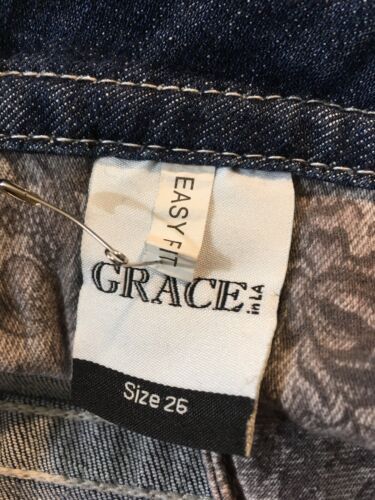 EASY FIT
GRACE in LA
Size 26